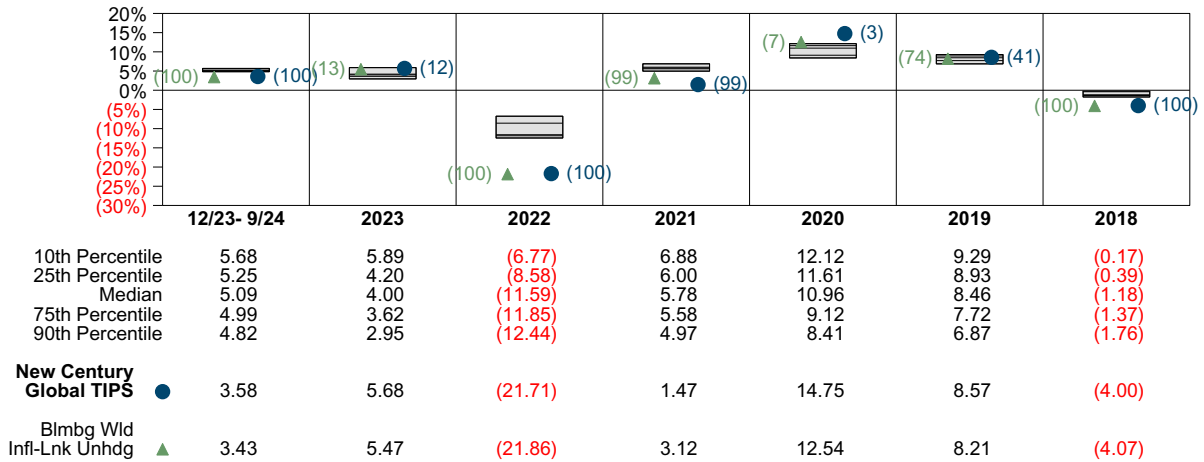 20%
15%
10%
5%
0%
(5%)
(10%)
(15%)
(20%)
(25%)
(30%)
(100) (100) (13) (12) (100) (100) (99) (99) (7) (3) (74) (41) (100) (100)
12/23- 9/24 2023 2022 2021 2020 2019 2018
10th Percentile 5.68 5.89 (6.77) 6.88 12.12 9.29 (0.17)
25th Percentile 5.25 4.20 (8.58) 6.00 11.61 8.93 (0.39)
Median 5.09 4.00 (11.59) 5.78 10.96 8.46 (1.18)
75th Percentile 4.99 3.62 (11.85) 5.58 9.12 7.72 (1.37)
90th Percentile 4.82 2.95 (12.44) 4.97 8.41 6.87 (1.76)
New Century
Global TIPS 3.58 5.68 (21.71) 1.47 14.75 8.57 (4.00)
Blmbg Wld
Infl-Lnk Unhdg 3.43 5.47 (21.86) 3.12 12.54 8.21 (4.07)